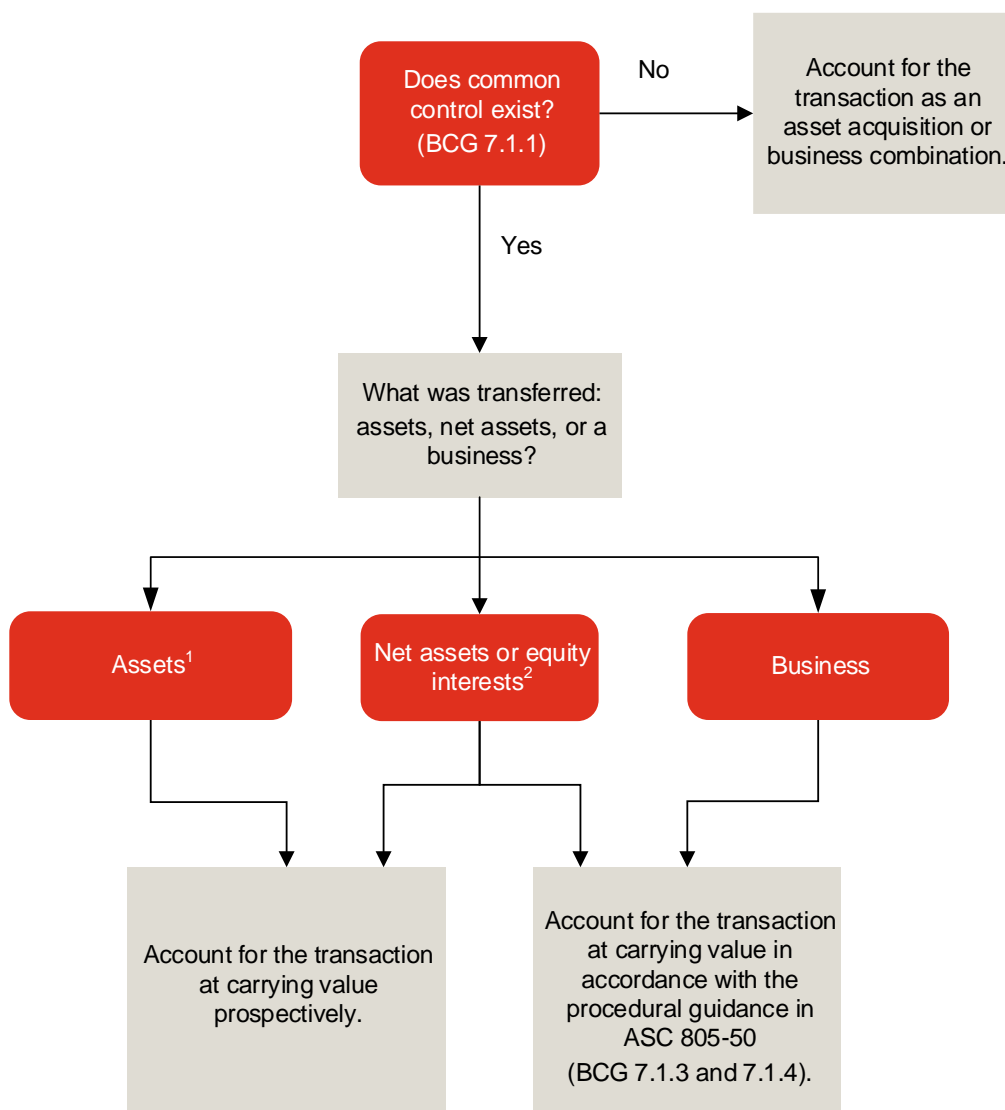 Does common
control exist?
(BCG 7.1.1)
No
Account for the
transaction as an
asset acquisition or
business combination.
Yes
What was transferred:
assets, net assets, or a
business?
Assets1
Net assets or equity
interests2
Business
Account for the transaction
at carrying value
prospectively.
Account for the transaction
at carrying value in
accordance with the
procedural guidance in
ASC 805-50
(BCG 7.1.3 and 7.1.4).